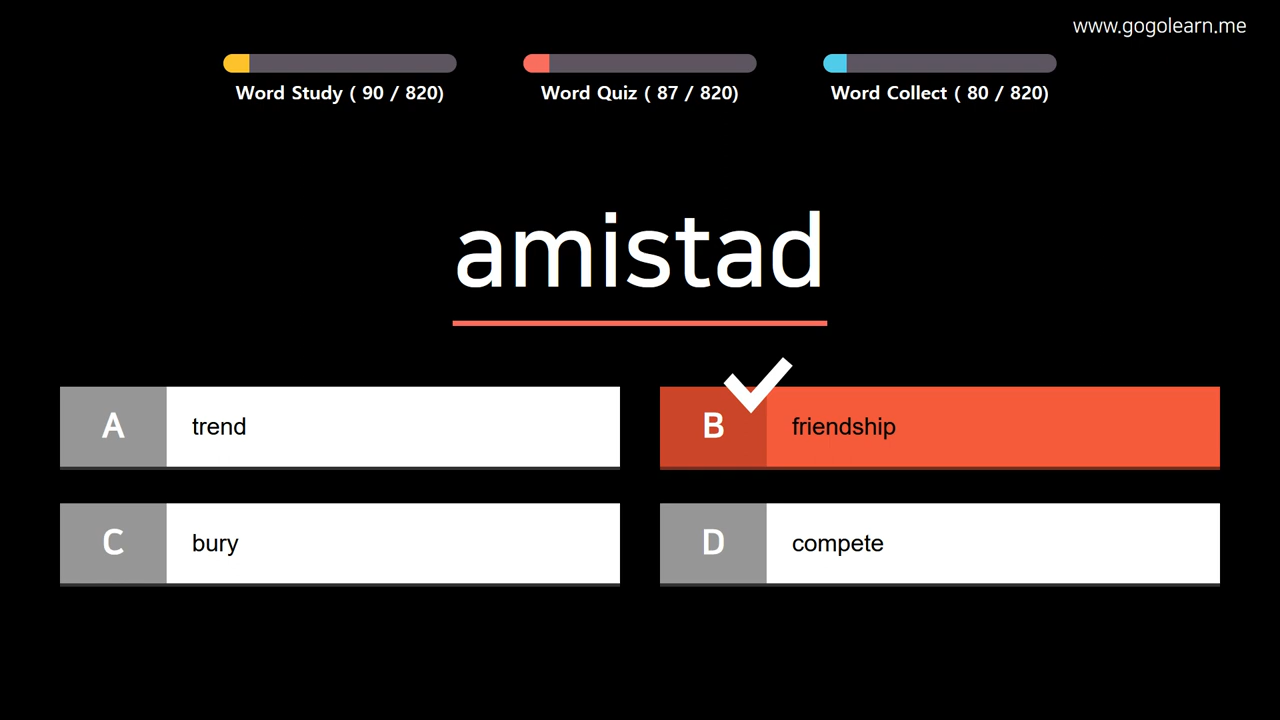 www.gogolearn.me
Word Study ( 90 / 820)
Word Quiz ( 87 / 820)
Word Collect ( 80 / 820)
amistad
A trend
B friendship
C bury
D compete